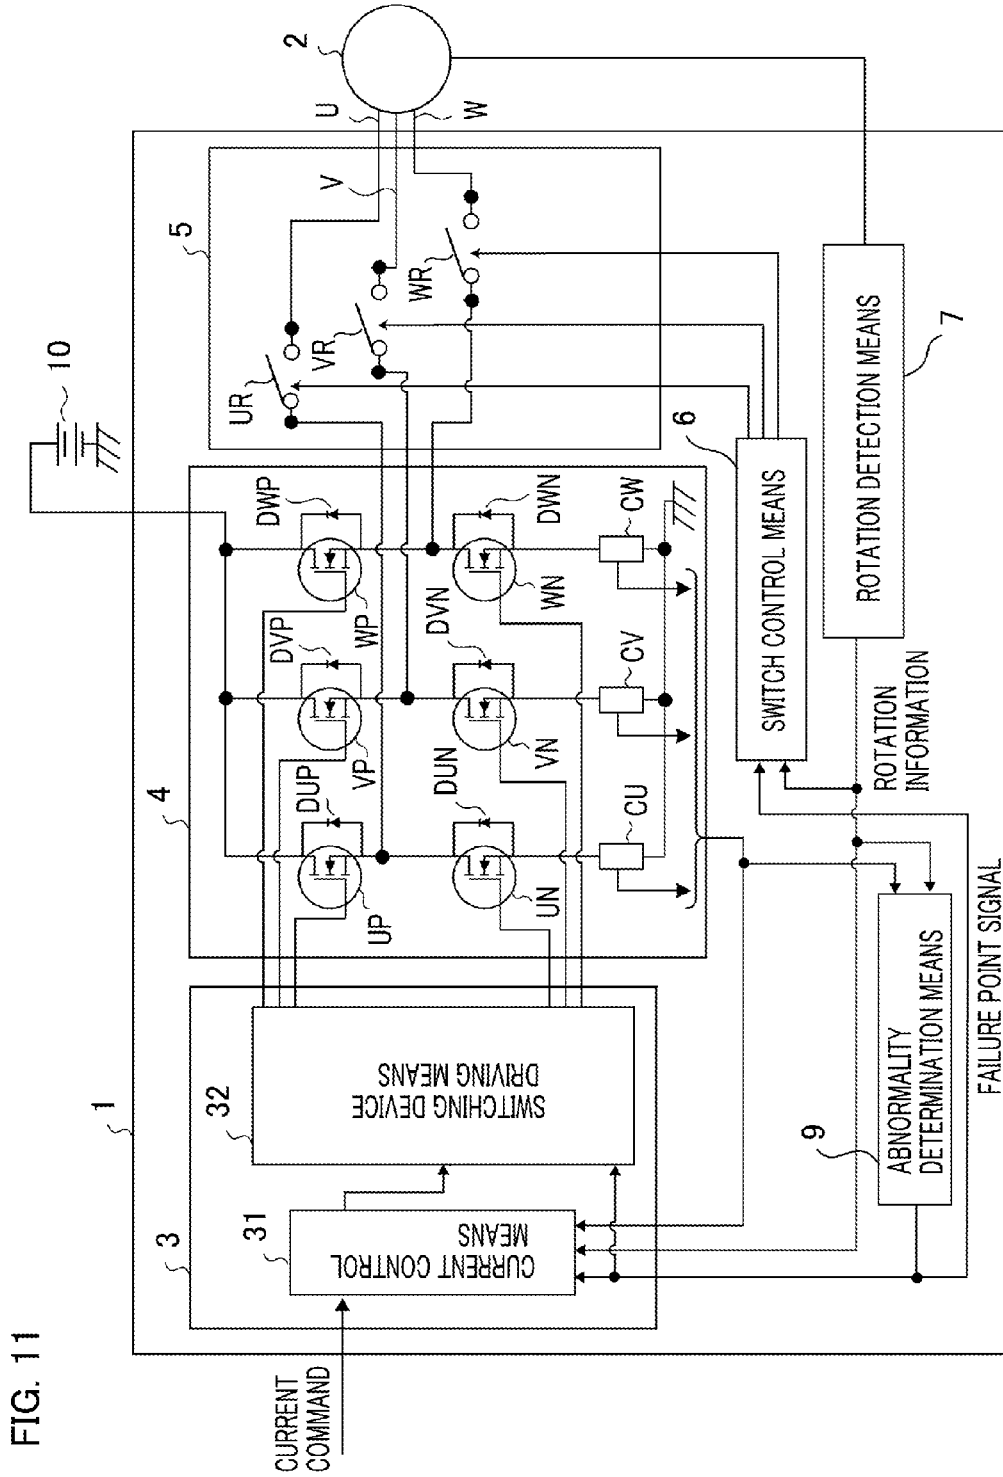 FIG. 11
1
10
2
3
4
5
31
32
CURRENT
COMMAND
CURRENT CONTROL
MEANS
SWITCHING DEVICE
DRIVING MEANS
DUP
DVP
DWP
UP
VP
WP
DUN
DVN
DWN
UN
VN
WN
CU
CV
CW
UR
VR
WR
U
V
W
6
SWITCH CONTROL MEANS
ROTATION DETECTION MEANS
7
ROTATION
INFORMATION
9
ABNORMALITY
DETERMINATION MEANS
FAILURE POINT SIGNAL